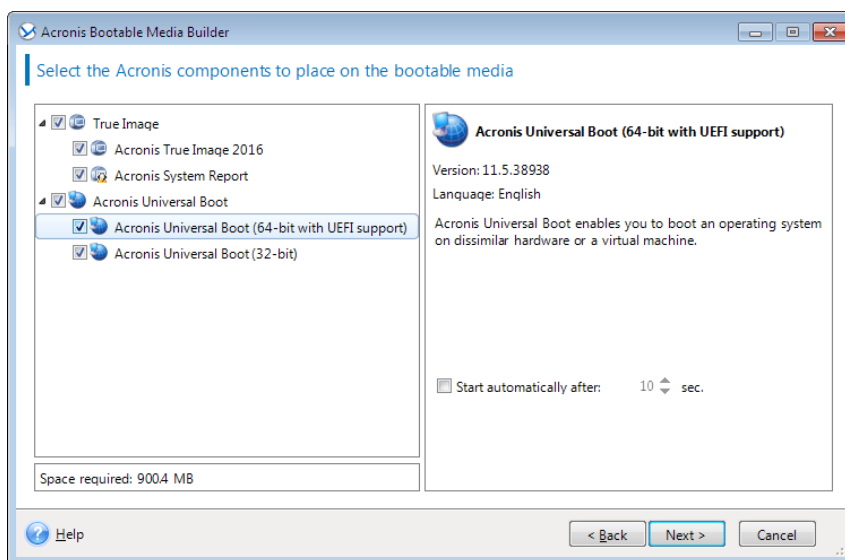 Acronis Bootable Media Builder
Select the Acronis components to place on the bootable media
True Image
Acronis True Image 2016
Acronis System Report
Acronis Universal Boot
Acronis Universal Boot (64-bit with UEFI support)
Acronis Universal Boot (32-bit)
Space required: 900.4 MB
Acronis Universal Boot (64-bit with UEFI support)
Version: 11.5.38938
Language: English
Acronis Universal Boot enables you to boot an operating system
on dissimilar hardware or a virtual machine.
Start automatically after: 10 sec.
Help
< Back Next > Cancel